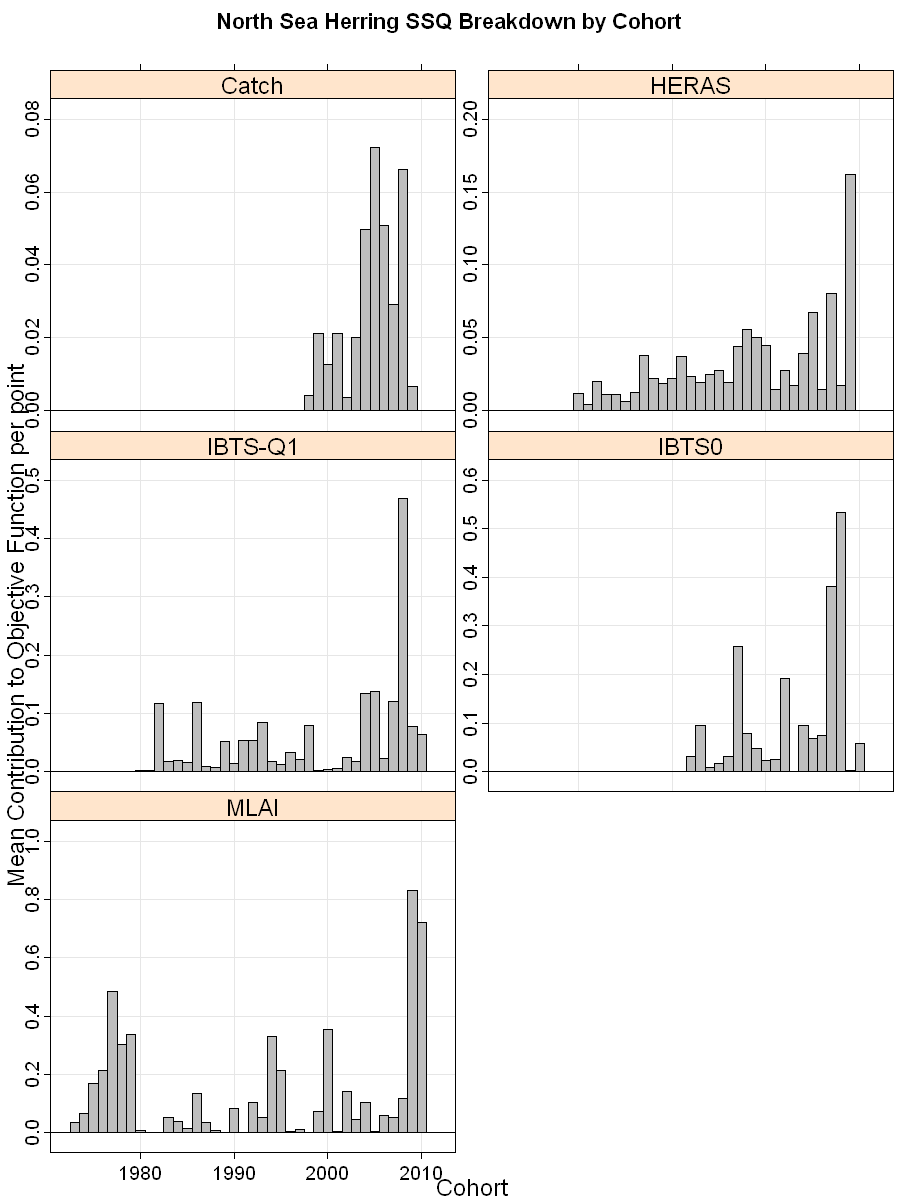 North Sea Herring SSQ Breakdown by Cohort
Catch
HERAS
0.00 0.02 0.04 0.06 0.08
0.00 0.05 0.10 0.15 0.20
IBTS-Q1
IBTS0
0.0 0.1 0.2 0.3 0.4 0.5
0.0 0.1 0.2 0.3 0.4 0.5 0.6
MLAI
0.0 0.2 0.4 0.6 0.8 1.0
Mean Contribution to Objective Function per point
1980 1990 2000 2010
Cohort